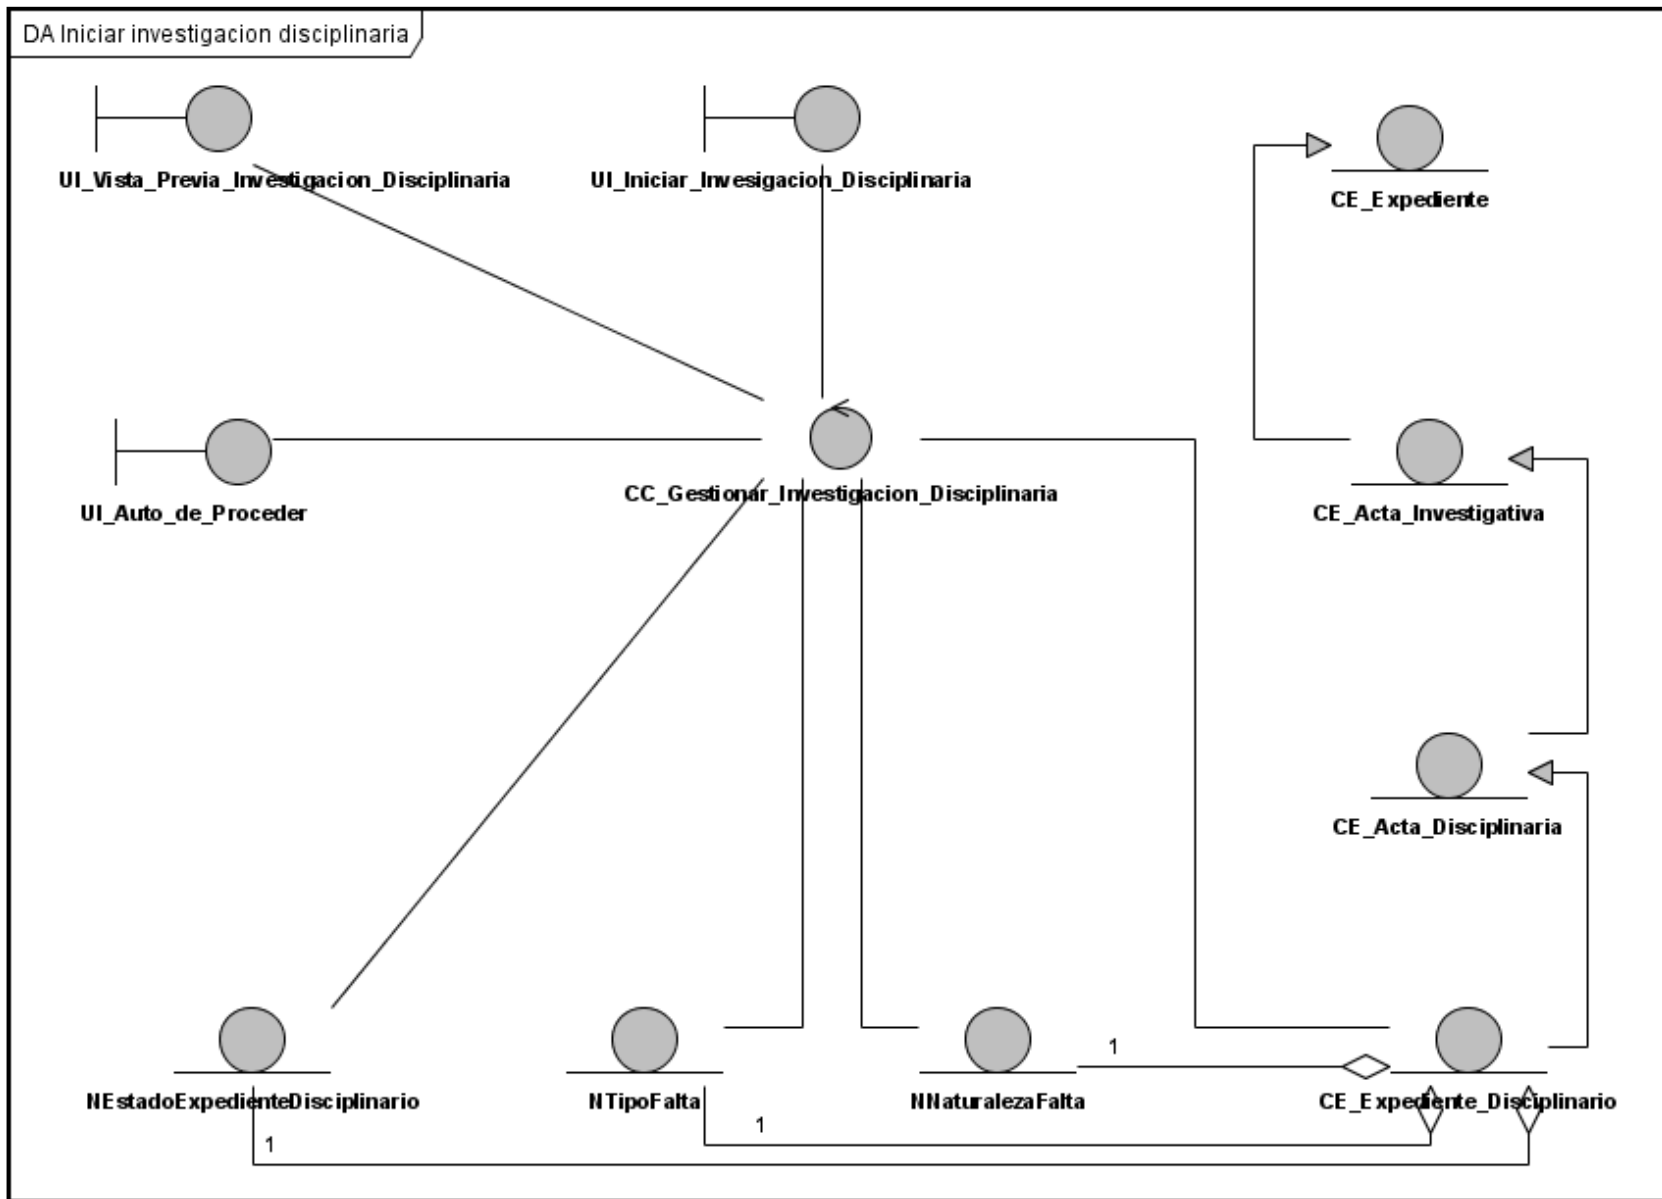 DA Iniciar investigacion disciplinaria
UI_Vista_Previa_Investigacion_Disciplinaria
UI_Iniciar_Invesigacion_Disciplinaria
CE_Expediente
UI_Auto_de_Proceder
CC_Gestionar_Investigacion_Disciplinaria
CE_Acta_Investigativa
CE_Acta_Disciplinaria
1
NEstadoExpedienteDisciplinario
NTipoFalta
NNaturalezaFalta
CE_Expediente_Disciplinario
1
1